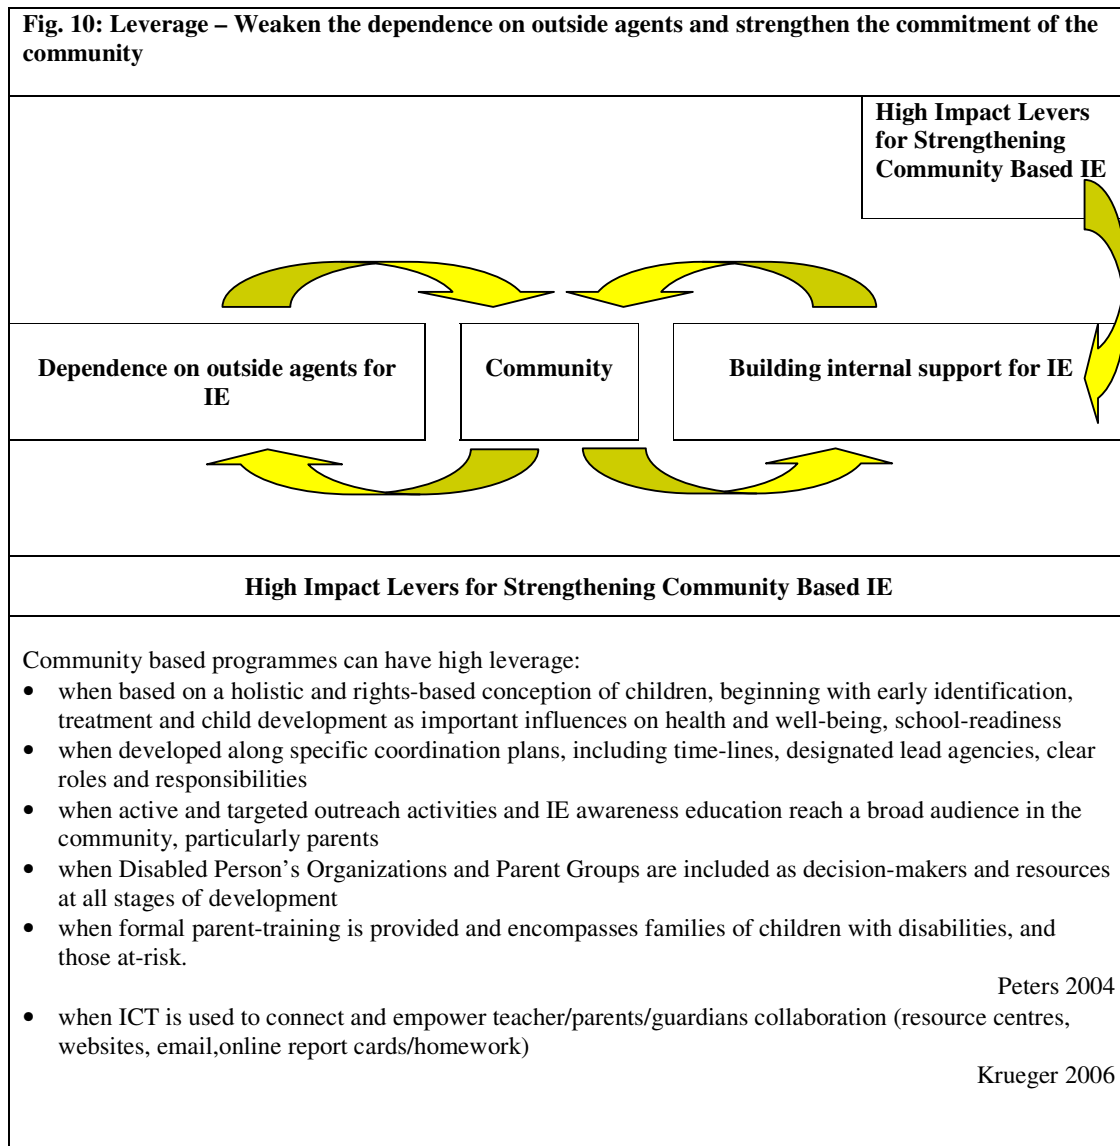 Fig. 10: Leverage – Weaken the dependence on outside agents and strengthen the commitment of the
community
High Impact Levers
for Strengthening
Community Based IE
Dependence on outside agents for
IE
Community
Building internal support for IE
High Impact Levers for Strengthening Community Based IE
Community based programmes can have high leverage:
• when based on a holistic and rights-based conception of children, beginning with early identification,
treatment and child development as important influences on health and well-being, school-readiness
• when developed along specific coordination plans, including time-lines, designated lead agencies, clear
roles and responsibilities
• when active and targeted outreach activities and IE awareness education reach a broad audience in the
community, particularly parents
• when Disabled Person's Organizations and Parent Groups are included as decision-makers and resources
at all stages of development
• when formal parent-training is provided and encompasses families of children with disabilities, and
those at-risk.
Peters 2004
• when ICT is used to connect and empower teacher/parents/guardians collaboration (resource centres,
websites, email,online report cards/homework)
Krueger 2006